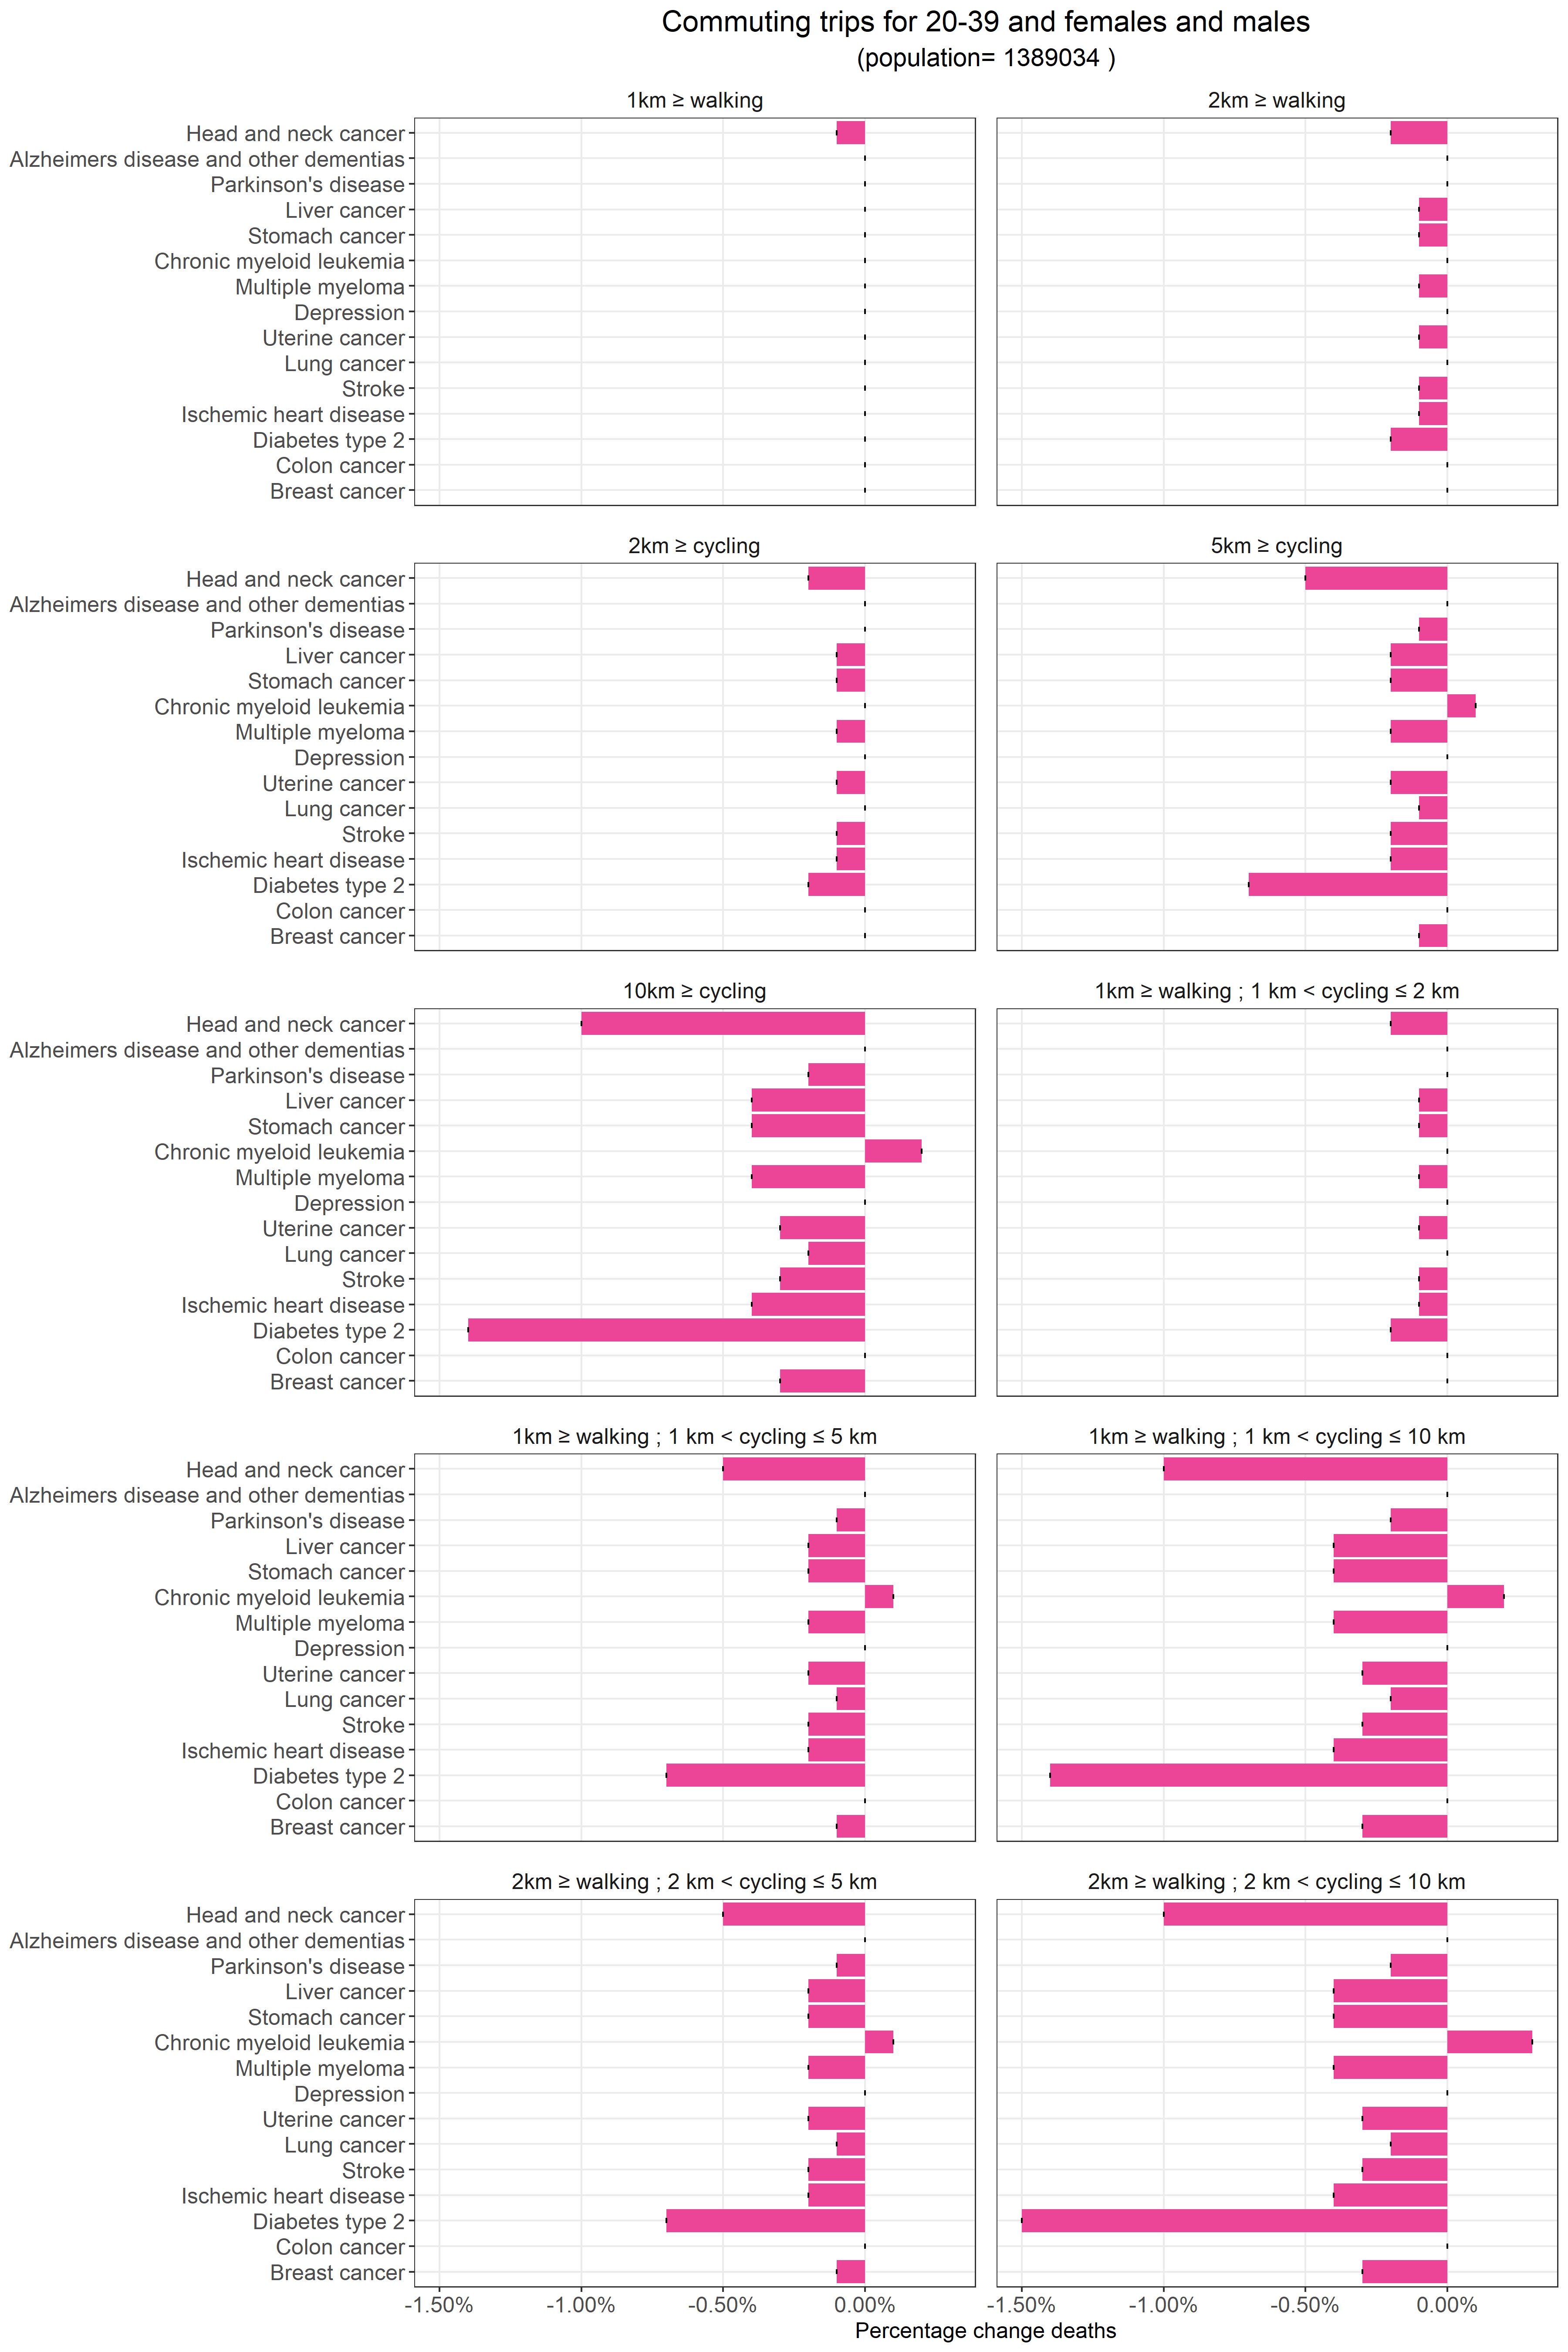 Commuting trips for 20-39 and females and males
(population= 1389034 )
1km ≥ walking
2km ≥ walking
Head and neck cancer
Alzheimers disease and other dementias
Parkinson's disease
Liver cancer
Stomach cancer
Chronic myeloid leukemia
Multiple myeloma
Depression
Uterine cancer
Lung cancer
Stroke
Ischemic heart disease
Diabetes type 2
Colon cancer
Breast cancer
2km ≥ cycling
5km ≥ cycling
Head and neck cancer
Alzheimers disease and other dementias
Parkinson's disease
Liver cancer
Stomach cancer
Chronic myeloid leukemia
Multiple myeloma
Depression
Uterine cancer
Lung cancer
Stroke
Ischemic heart disease
Diabetes type 2
Colon cancer
Breast cancer
10km ≥ cycling
1km ≥ walking ; 1 km < cycling ≤ 2 km
Head and neck cancer
Alzheimers disease and other dementias
Parkinson's disease
Liver cancer
Stomach cancer
Chronic myeloid leukemia
Multiple myeloma
Depression
Uterine cancer
Lung cancer
Stroke
Ischemic heart disease
Diabetes type 2
Colon cancer
Breast cancer
1km ≥ walking ; 1 km < cycling ≤ 5 km
1km ≥ walking ; 1 km < cycling ≤ 10 km
Head and neck cancer
Alzheimers disease and other dementias
Parkinson's disease
Liver cancer
Stomach cancer
Chronic myeloid leukemia
Multiple myeloma
Depression
Uterine cancer
Lung cancer
Stroke
Ischemic heart disease
Diabetes type 2
Colon cancer
Breast cancer
2km ≥ walking ; 2 km < cycling ≤ 5 km
2km ≥ walking ; 2 km < cycling ≤ 10 km
Head and neck cancer
Alzheimers disease and other dementias
Parkinson's disease
Liver cancer
Stomach cancer
Chronic myeloid leukemia
Multiple myeloma
Depression
Uterine cancer
Lung cancer
Stroke
Ischemic heart disease
Diabetes type 2
Colon cancer
Breast cancer
-1.50% -1.00% -0.50% 0.00%
-1.50% -1.00% -0.50% 0.00%
Percentage change deaths